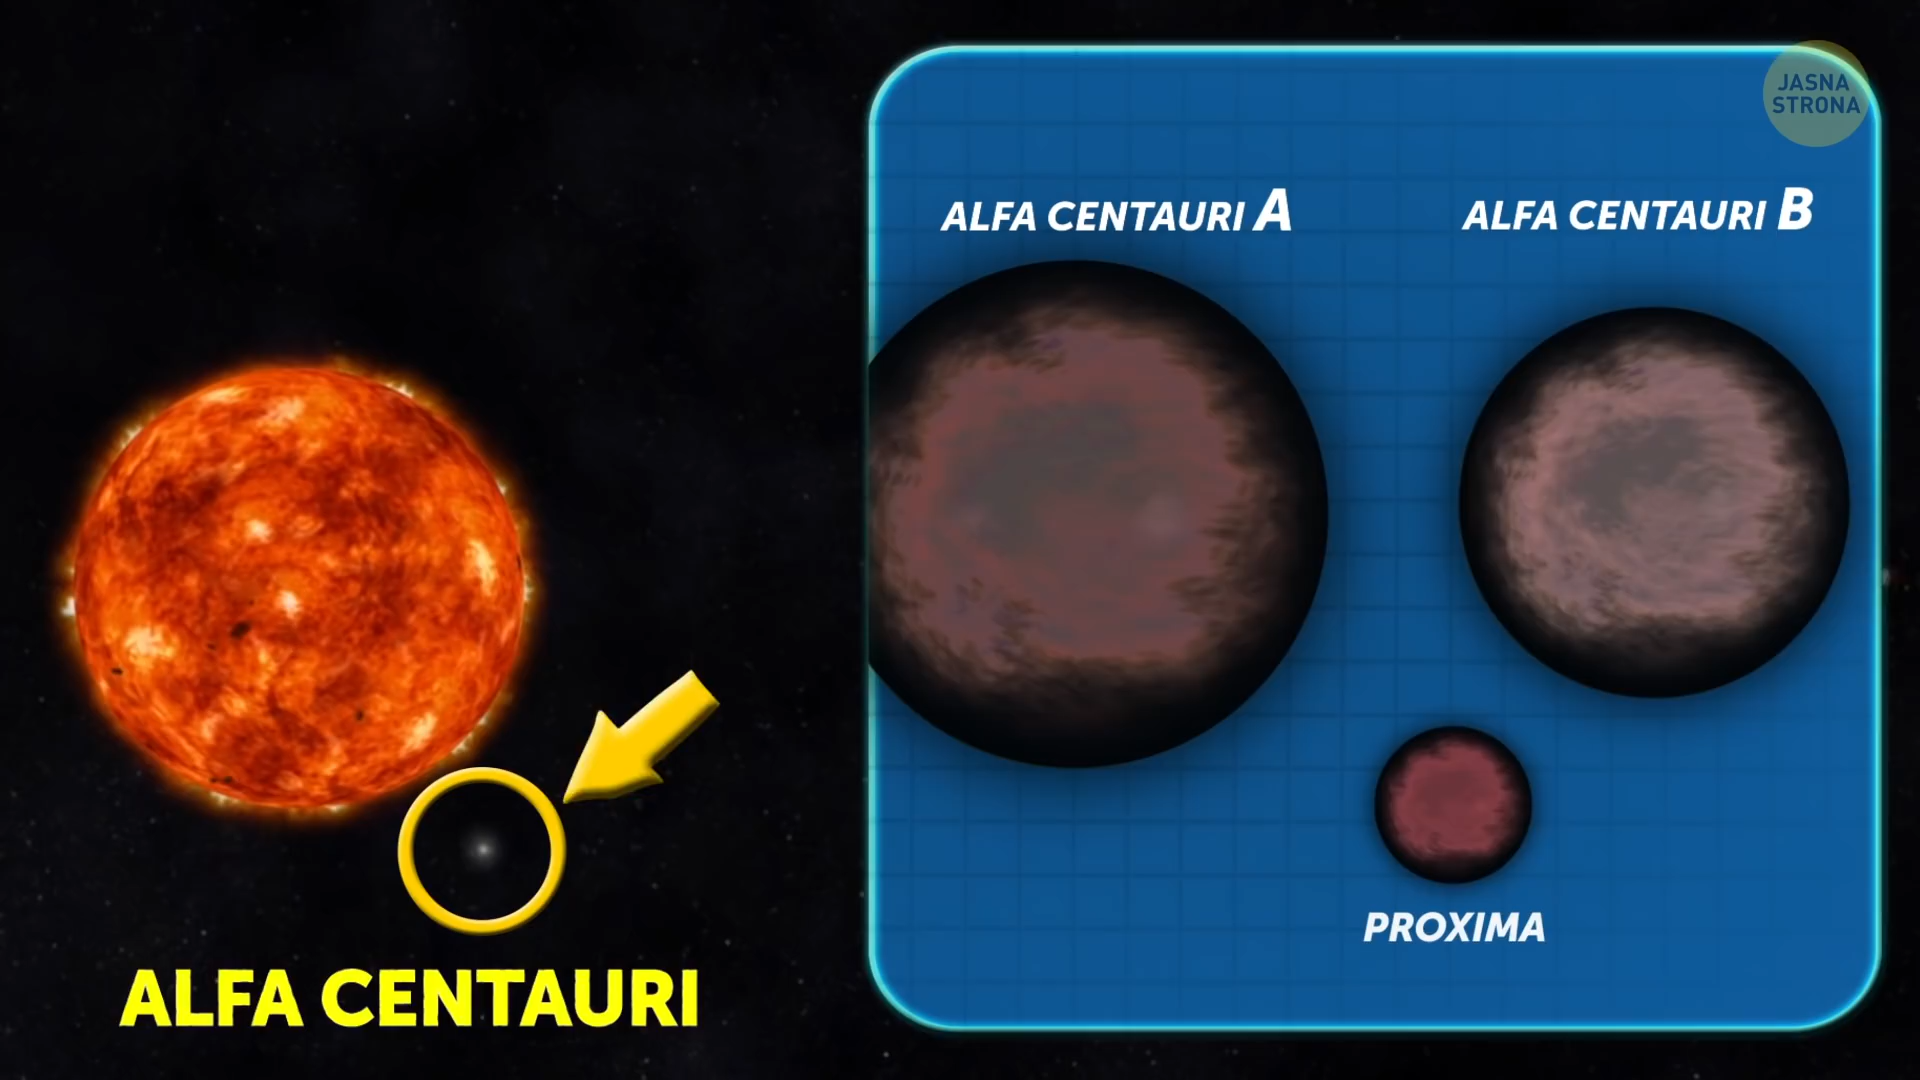 JASNA
STRONA
ALFA CENTAURI A
ALFA CENTAURI B
PROXIMA
ALFA CENTAURI